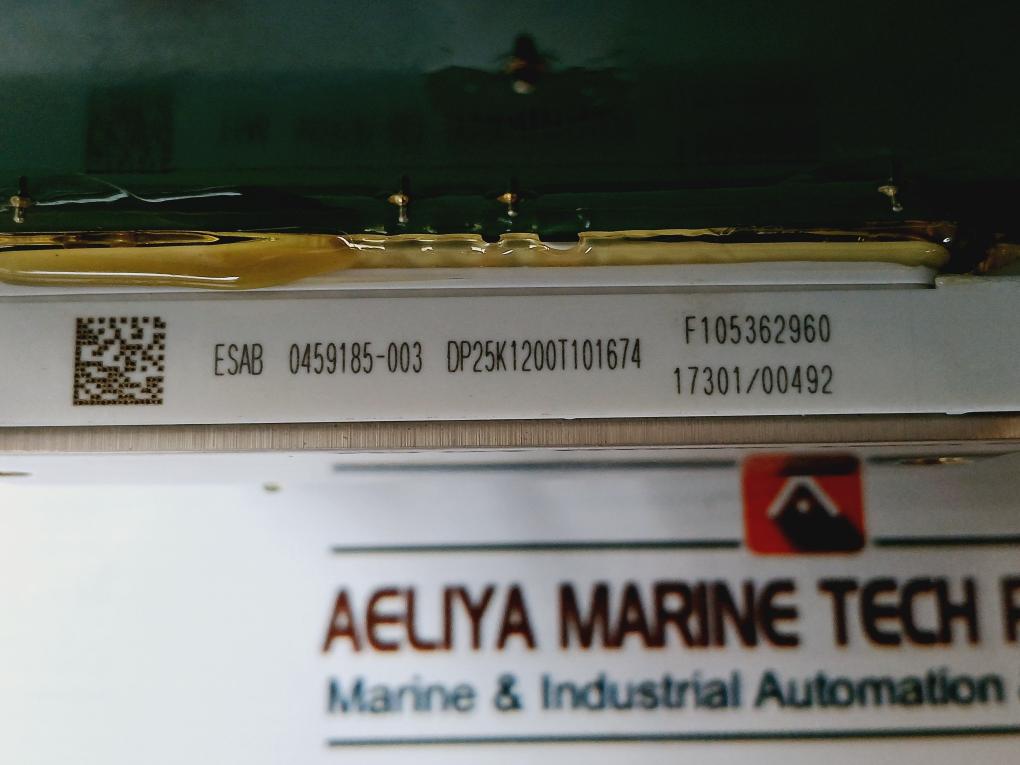 ESAB 0459185-003 DP25K1200T101674 F105362960
17301/00492
AELIYA MARINE TECH
Marine & Industrial Automation